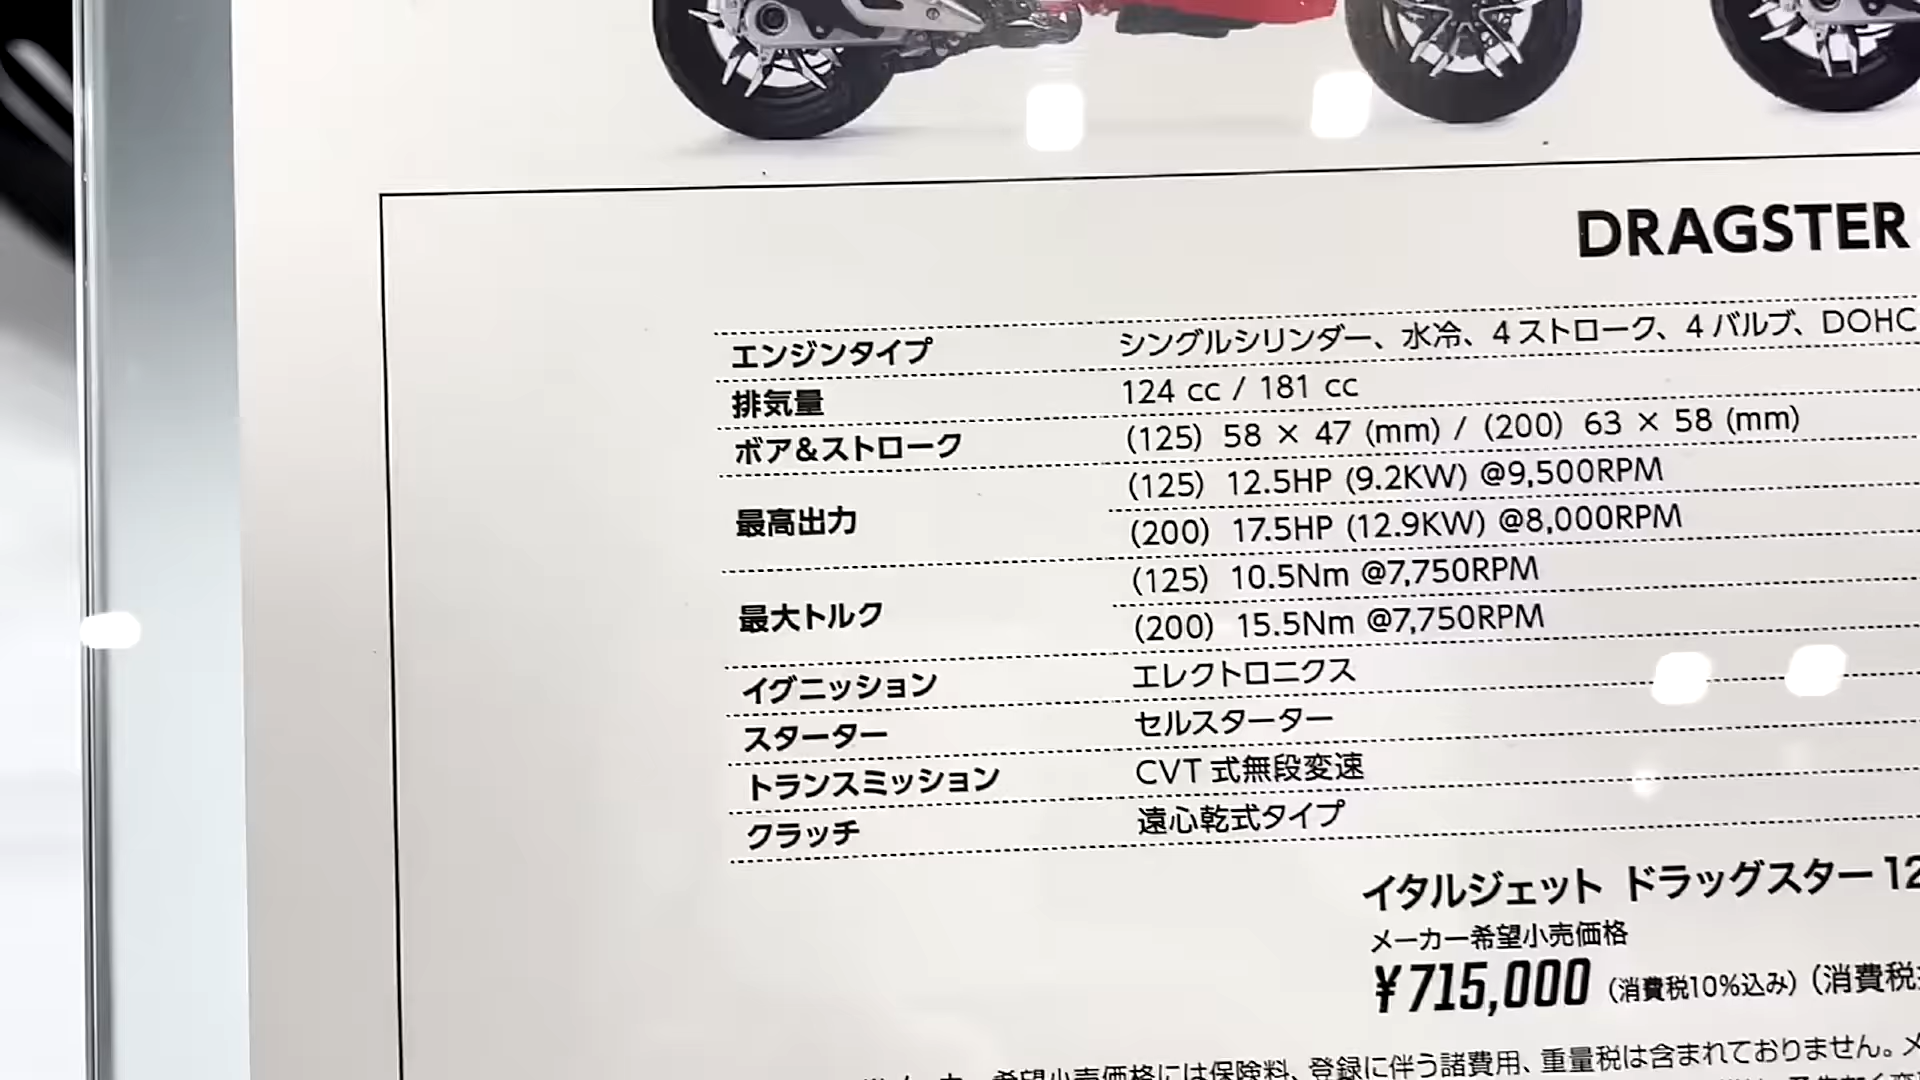 DRAGSTER
エンジンタイプ シングルシリンダー、水冷、4 ストローク、4 バルブ、DOHC
排気量 124 cc / 181 cc
ボア&ストローク (125) 58 × 47 (mm) / (200) 63 × 58 (mm)
最高出力 (125) 12.5HP (9.2KW) @9,500RPM
(200) 17.5HP (12.9KW) @8,000RPM
最大トルク (125) 10.5Nm @7,750RPM
(200) 15.5Nm @7,750RPM
イグニッション エレクトロニクス
スターター セルスターター
トランスミッション CVT 式無段変速
クラッチ 遠心乾式タイプ
イタルジェット ドラッグスター 12
メーカー希望小売価格
¥715,000 (消費税10%込み) (消費税
希望小売価格には保険料、登録に伴う諸費用、重量税は含まれておりません。メ